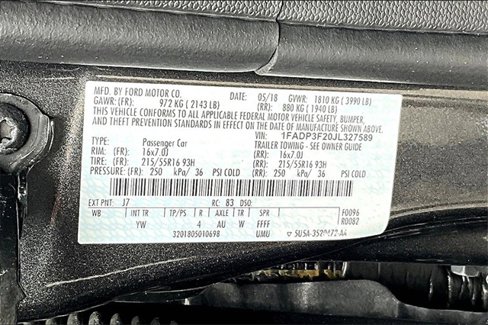 MFD. BY FORD MOTOR CO. 05/18 GVWR: 1810 KG ( 3990 LB)
GAWR: (FR): 972 KG ( 2143 LB) (RR): 880 KG ( 1940 LB)
THIS VEHICLE CONFORMS TO ALL APPLICABLE FEDERAL MOTOR VEHICLE SAFETY, BUMPER,
AND THEFT PREVENTION STANDARDS IN EFFECT ON THE DATE OF MANUFACTURE SHOWN ABOVE.
VIN: 1FADP3F20JL327589
TYPE: Passenger Car TRAILER TOWING - SEE OWNER GUIDE
RIM: (FR) 16x7.0J (RR) 16x7.0J
TIRE: (FR) 215/55R16 93H (RR) 215/55R16 93H
PRESSURE: (FR) 250 kPa/ 36 PSI COLD (RR) 250 kPa/ 36 PSI COLD
EXT PNT: J7 RC: 83 DSO
WB INT TR TP/PS R AXLE TR SPR F0096
YW 4 AU R0082
3201805010698 UMU